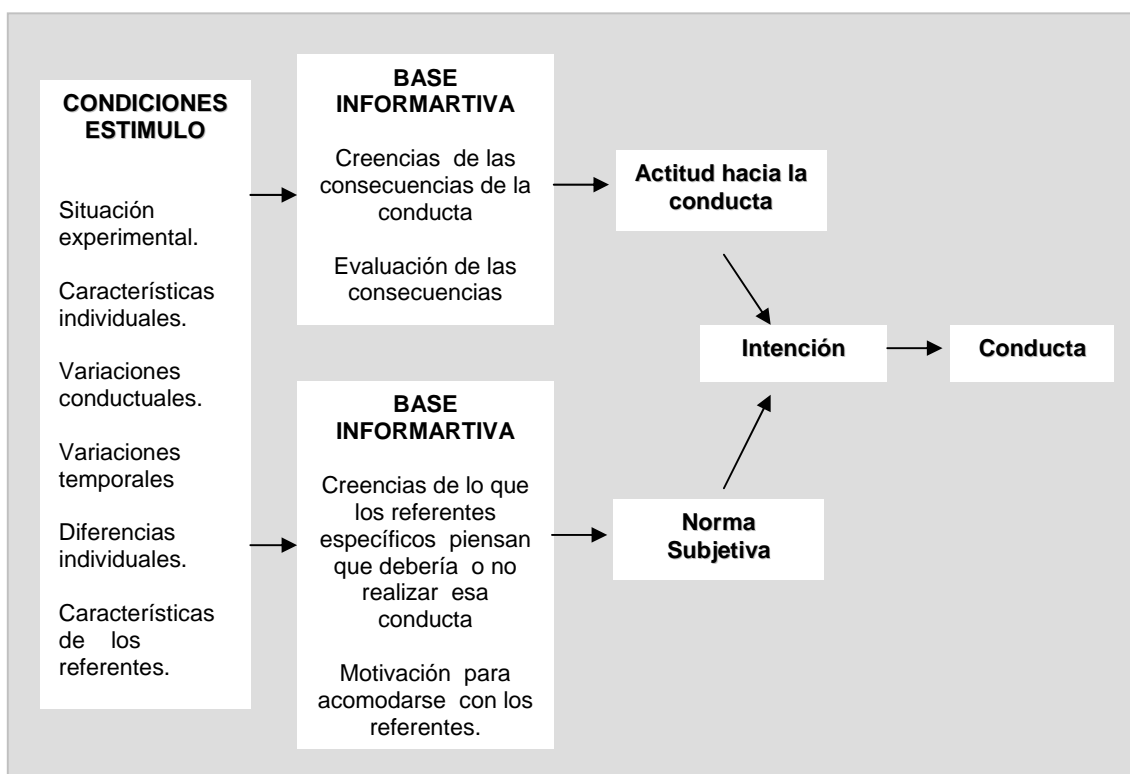 CONDICIONES
ESTIMULO
Situación
experimental.
Características
individuales.
Variaciones
conductuales.
Variaciones
temporales
Diferencias
individuales.
Características
de los
referentes.
BASE
INFORMARTIVA
Creencias de las
consecuencias de la
conducta
Evaluación de las
consecuencias
BASE
INFORMARTIVA
Creencias de lo que
los referentes
específicos piensan
que debería o no
realizar esa
conducta
Motivación para
acomodarse con los
referentes.
Actitud hacia la
conducta
Norma
Subjetiva
Intención
Conducta